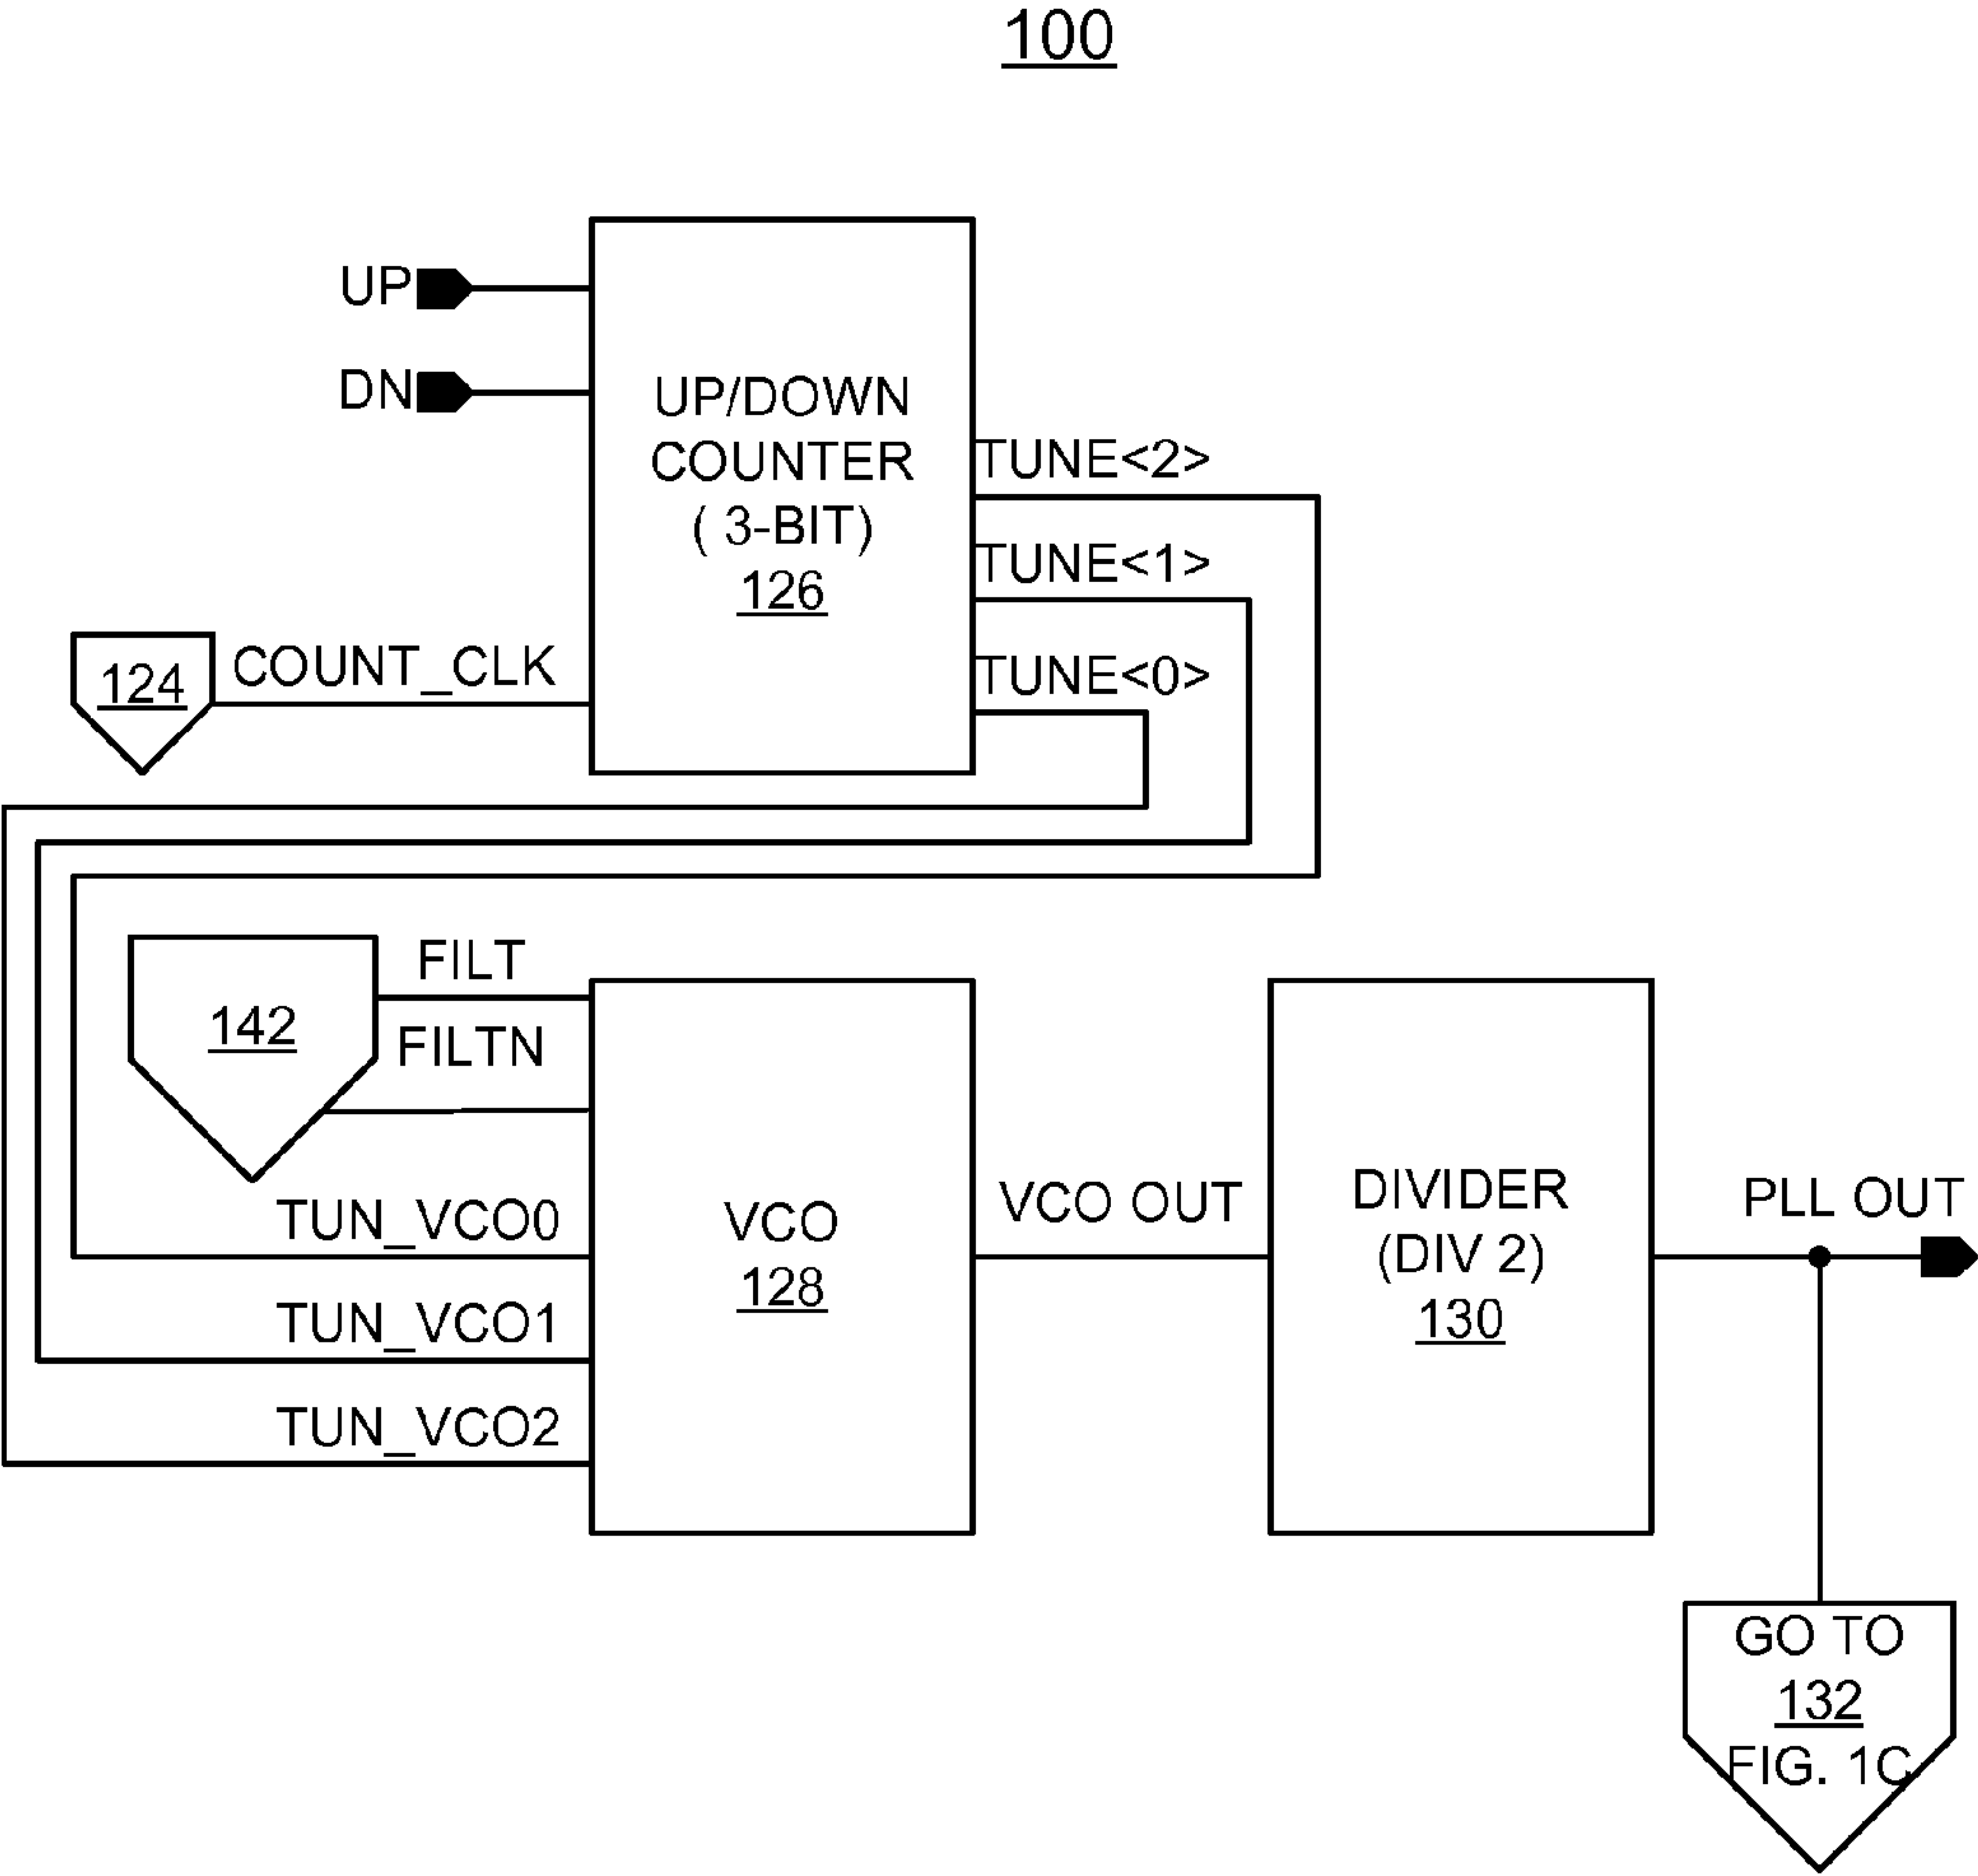 100
UP
DN
UP/DOWN
COUNTER
( 3-BIT)
126
TUNE<2>
TUNE<1>
TUNE<0>
124
COUNT_CLK
142
FILT
FILTN
TUN_VCO0
TUN_VCO1
TUN_VCO2
VCO
128
VCO OUT
DIVIDER
(DIV 2)
130
PLL OUT
GO TO
132
FIG. 1C